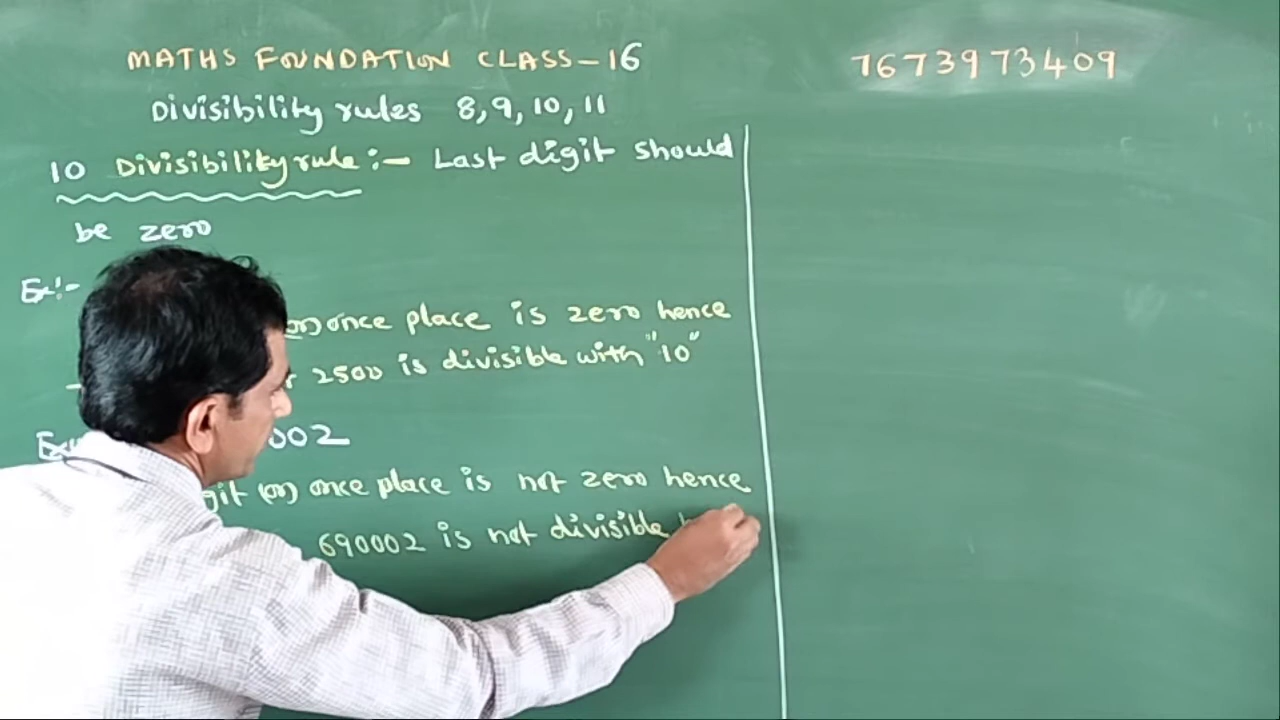 MATHS FOUNDATION CLASS-16
7673973409
Divisibility rules 8,9,10,11
10 Divisibility rule:- Last digit should
be zero
Ex:-
(or) once place is zero hence
2500 is divisible with "10"
002
(or) once place is not zero hence
690002 is not divisible